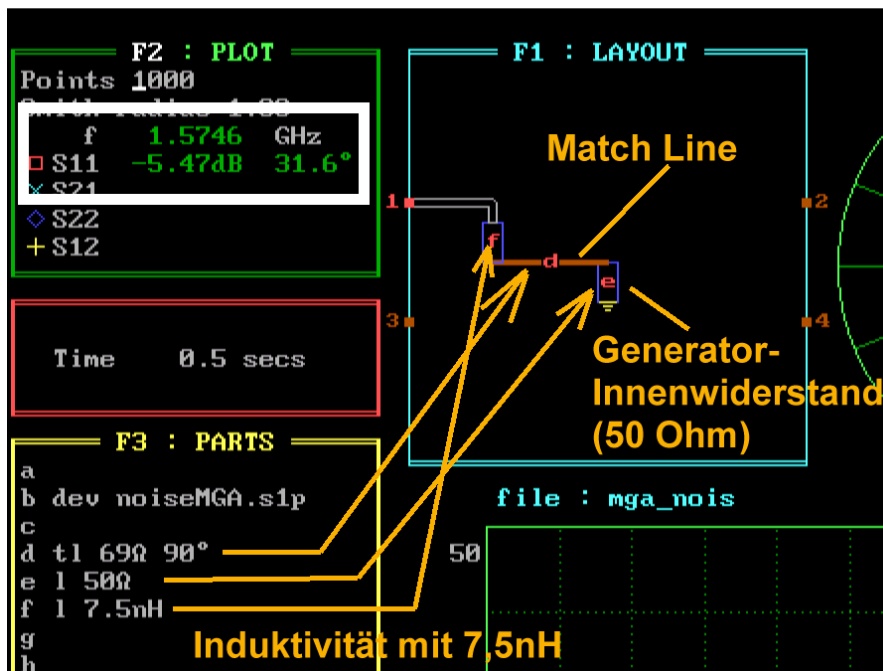 F2 : PLOT
Points 1000
f 1.5746 GHz
S11 -5.47dB 31.6°
S21
S22
S12
Time 0.5 secs
F3 : PARTS
a
b dev noiseMGA.s1p
c
d tl 69Ω 90°
e l 50Ω
f l 7.5nH
g
h
Induktivität mit 7,5nH
F1 : LAYOUT
Match Line
1
2
f
d
e
3
4
Generator-
Innenwiderstand
(50 Ohm)
file : mga_nois
50